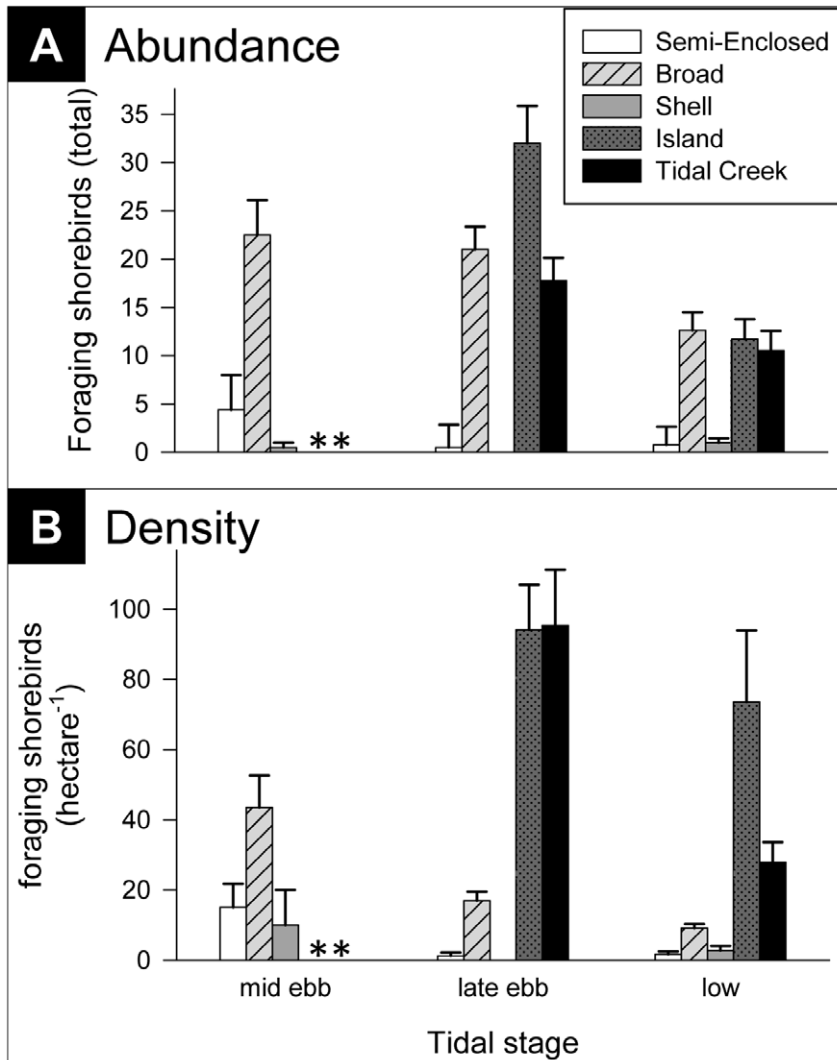 A Abundance
Semi-Enclosed
Broad
Shell
Island
Tidal Creek
Foraging shorebirds (total)
35
30
25
20
15
10
5
0
**
B Density
foraging shorebirds
(hectare-1)
100
80
60
40
20
0
**
mid ebb late ebb low
Tidal stage